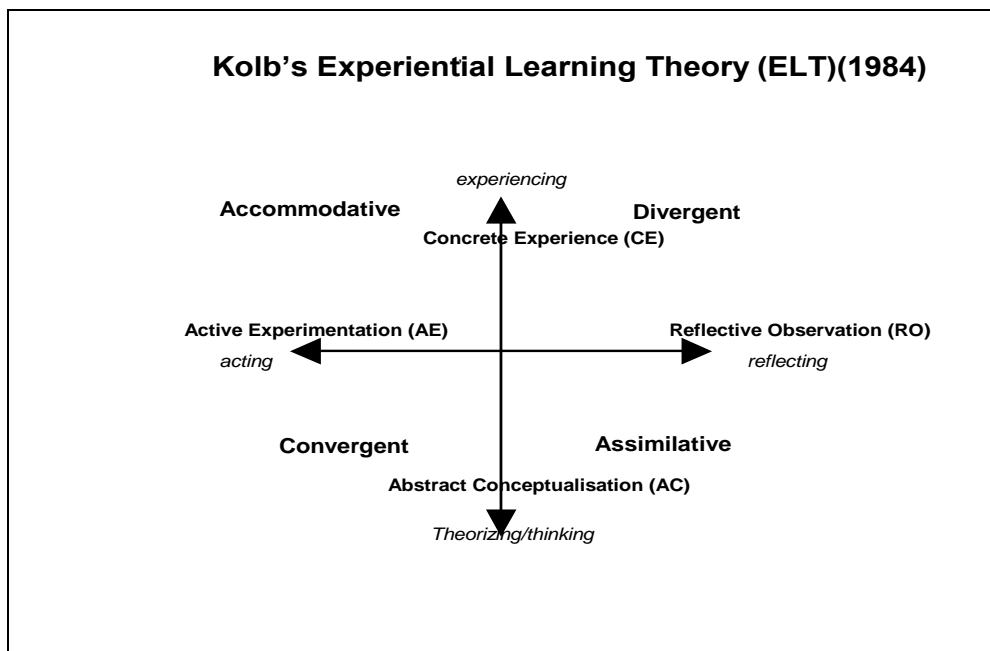 Kolb's Experiential Learning Theory (ELT)(1984)
experiencing
Accommodative
Divergent
Concrete Experience (CE)
Active Experimentation (AE)
Reflective Observation (RO)
acting
reflecting
Convergent
Assimilative
Abstract Conceptualisation (AC)
Theorizing/thinking